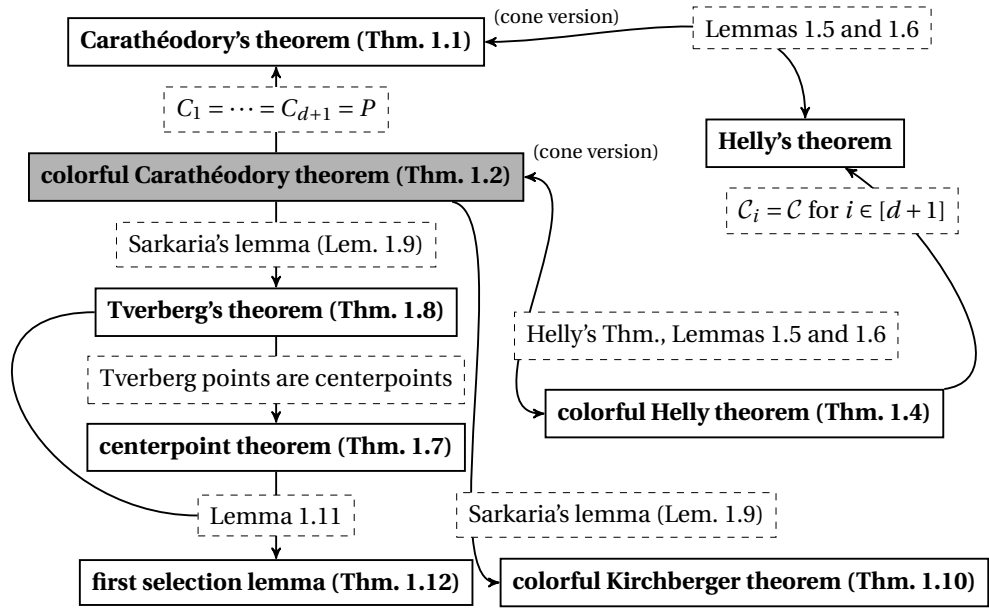 (cone version)
Lemmas 1.5 and 1.6
Carathéodory's theorem (Thm. 1.1)
C₁ = ⋯ = C_{d+1} = P
Helly's theorem
(cone version)
colorful Carathéodory theorem (Thm. 1.2)
𝒞ᵢ = 𝒞 for i ∈ [d + 1]
Sarkaria's lemma (Lem. 1.9)
Tverberg's theorem (Thm. 1.8)
Helly's Thm., Lemmas 1.5 and 1.6
Tverberg points are centerpoints
colorful Helly theorem (Thm. 1.4)
centerpoint theorem (Thm. 1.7)
Lemma 1.11
Sarkaria's lemma (Lem. 1.9)
first selection lemma (Thm. 1.12)
colorful Kirchberger theorem (Thm. 1.10)